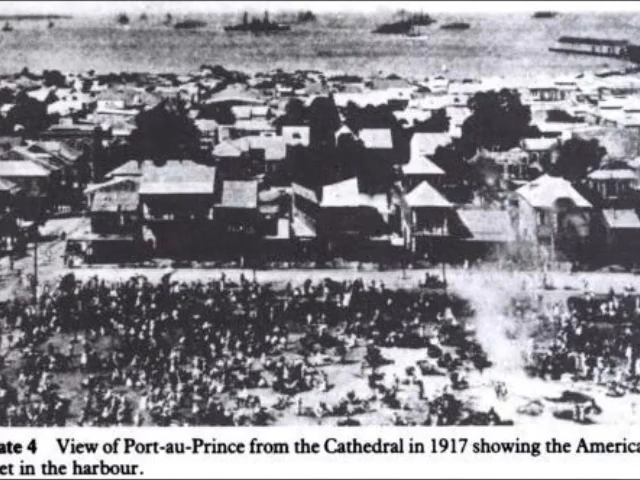 ate 4 View of Port-au-Prince from the Cathedral in 1917 showing the America
et in the harbour.